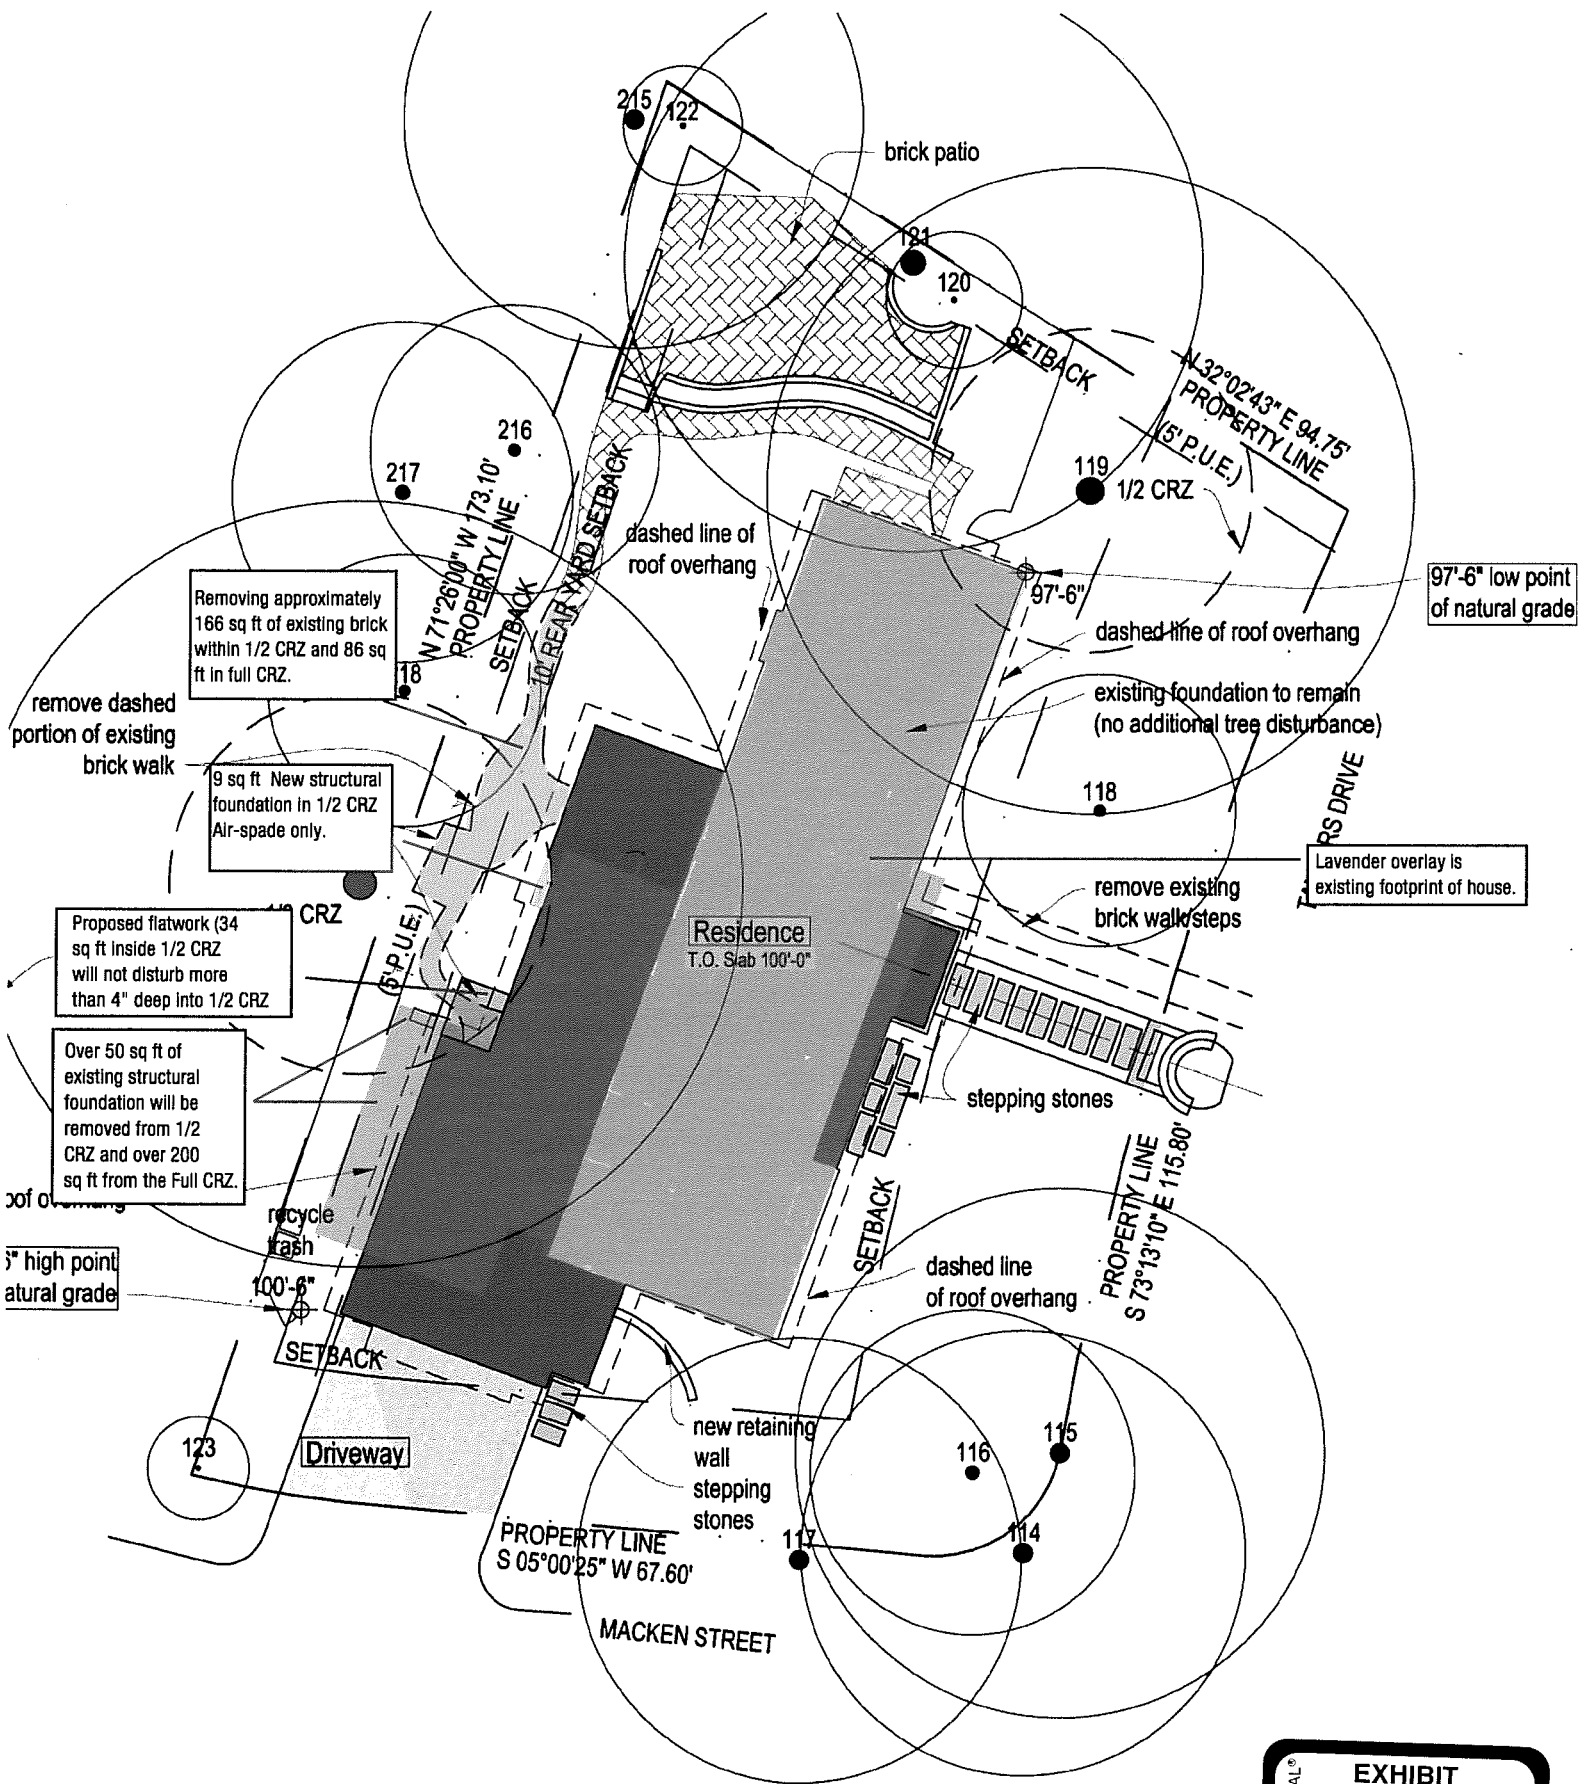 215
122
brick patio
121
120
SETBACK
N 32°02'43" E 94.75'
PROPERTY LINE
(5' P.U.E.)
216
217
119
1/2 CRZ
N 71°26'00" W 173.10'
PROPERTY LINE
SETBACK
10' REAR YARD SETBACK
dashed line of
roof overhang
97'-6"
97'-6" low point
of natural grade
Removing approximately
166 sq ft of existing brick
within 1/2 CRZ and 86 sq
ft in full CRZ.
18
dashed line of roof overhang
remove dashed
portion of existing
brick walk
existing foundation to remain
(no additional tree disturbance)
9 sq ft New structural
foundation in 1/2 CRZ
Air-spade only.
118
RS DRIVE
Lavender overlay is
existing footprint of house.
remove existing
brick walk/steps
CRZ
Proposed flatwork (34
sq ft inside 1/2 CRZ
will not disturb more
than 4" deep into 1/2 CRZ
(5' P.U.E.)
Residence
T.O. Slab 100'-0"
Over 50 sq ft of
existing structural
foundation will be
removed from 1/2
CRZ and over 200
sq ft from the Full CRZ.
stepping stones
PROPERTY LINE
S 73°13'10" E 115.80'
SETBACK
recycle
trash
6" high point
atural grade
100'-6"
dashed line
of roof overhang
SETBACK
123
Driveway
new retaining
wall
stepping
stones
116
115
117
114
PROPERTY LINE
S 05°00'25" W 67.60'
MACKEN STREET
EXHIBIT